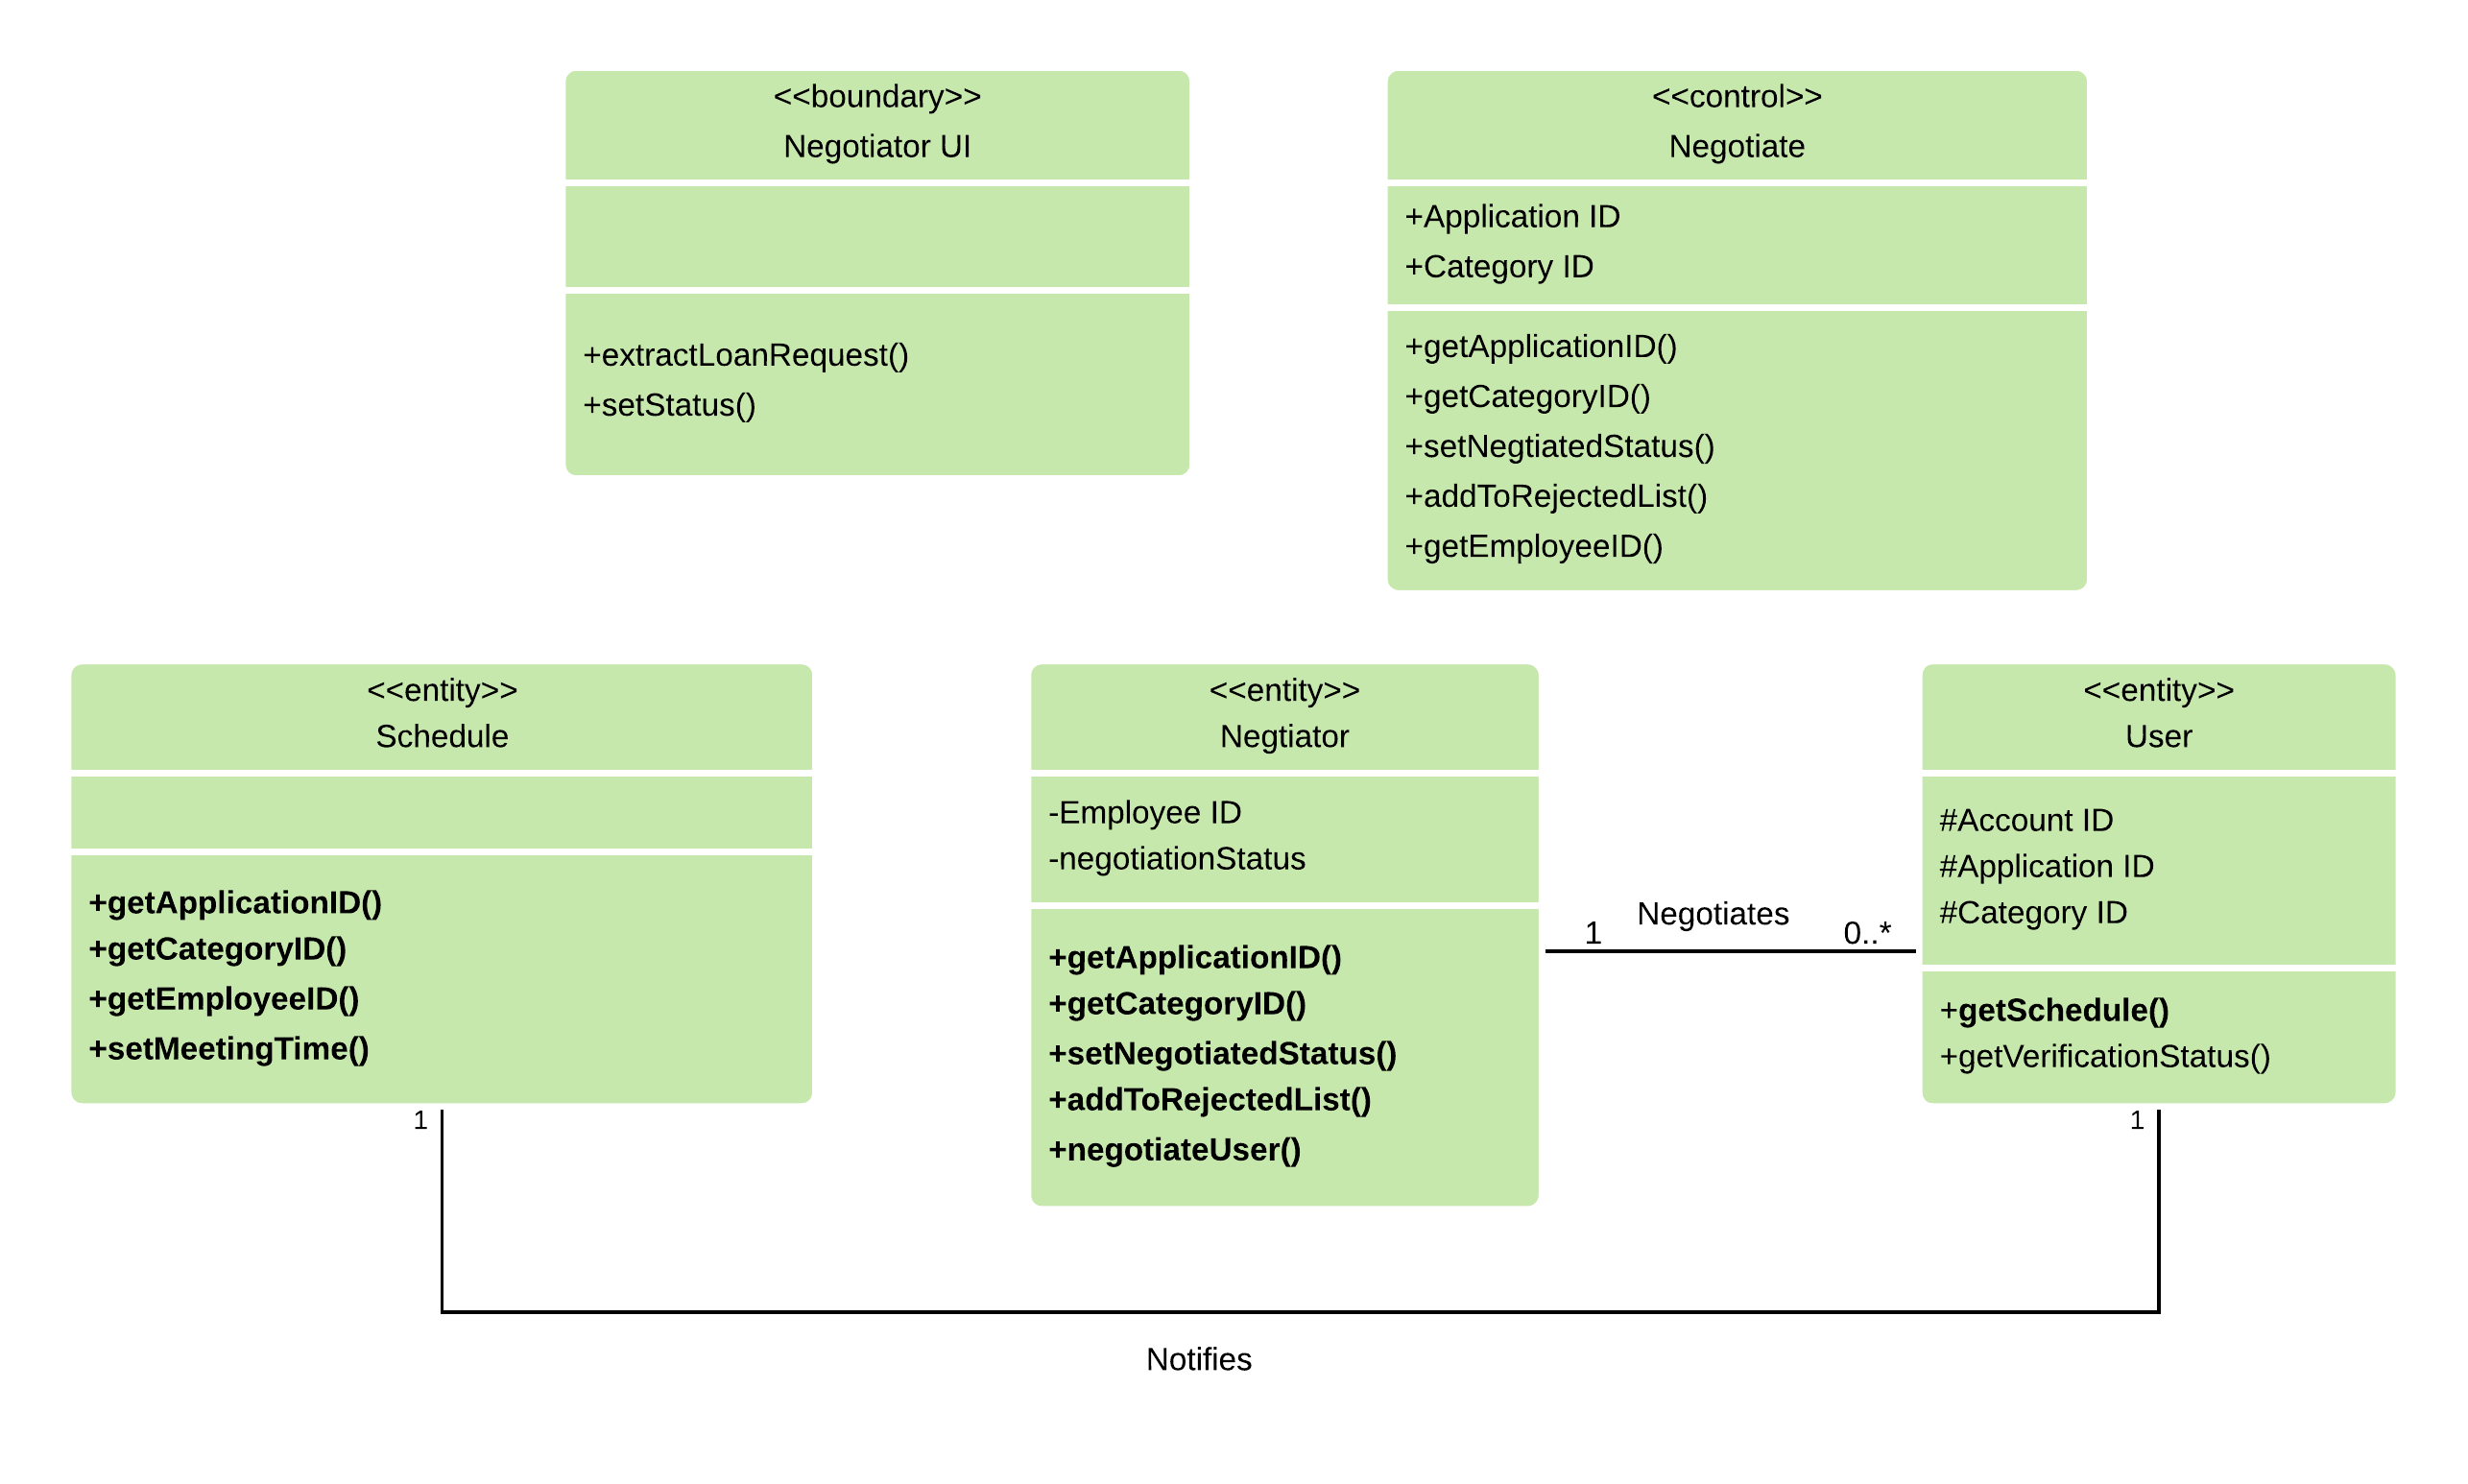 <<boundary>>
Negotiator UI
+extractLoanRequest()
+setStatus()
<<control>>
Negotiate
+Application ID
+Category ID
+getApplicationID()
+getCategoryID()
+setNegtiatedStatus()
+addToRejectedList()
+getEmployeeID()
<<entity>>
Schedule
+getApplicationID()
+getCategoryID()
+getEmployeeID()
+setMeetingTime()
<<entity>>
Negtiator
-Employee ID
-negotiationStatus
+getApplicationID()
+getCategoryID()
+setNegotiatedStatus()
+addToRejectedList()
+negotiateUser()
1
Negotiates
0..*
<<entity>>
User
#Account ID
#Application ID
#Category ID
+getSchedule()
+getVerificationStatus()
1
1
Notifies